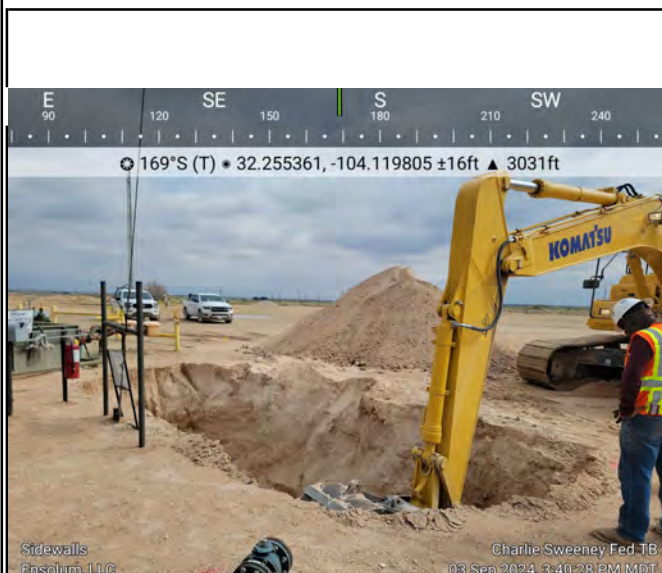 E SE S SW
90 120 150 180 210 240
169°S (T) ● 32.255361, -104.119805 ±16ft ▲ 3031ft
KOMATSU
Sidewalls
Ensolum, LLC
Charlie Sweeney Fed TB
03 Sep 2024, 3:40:28 PM MDT